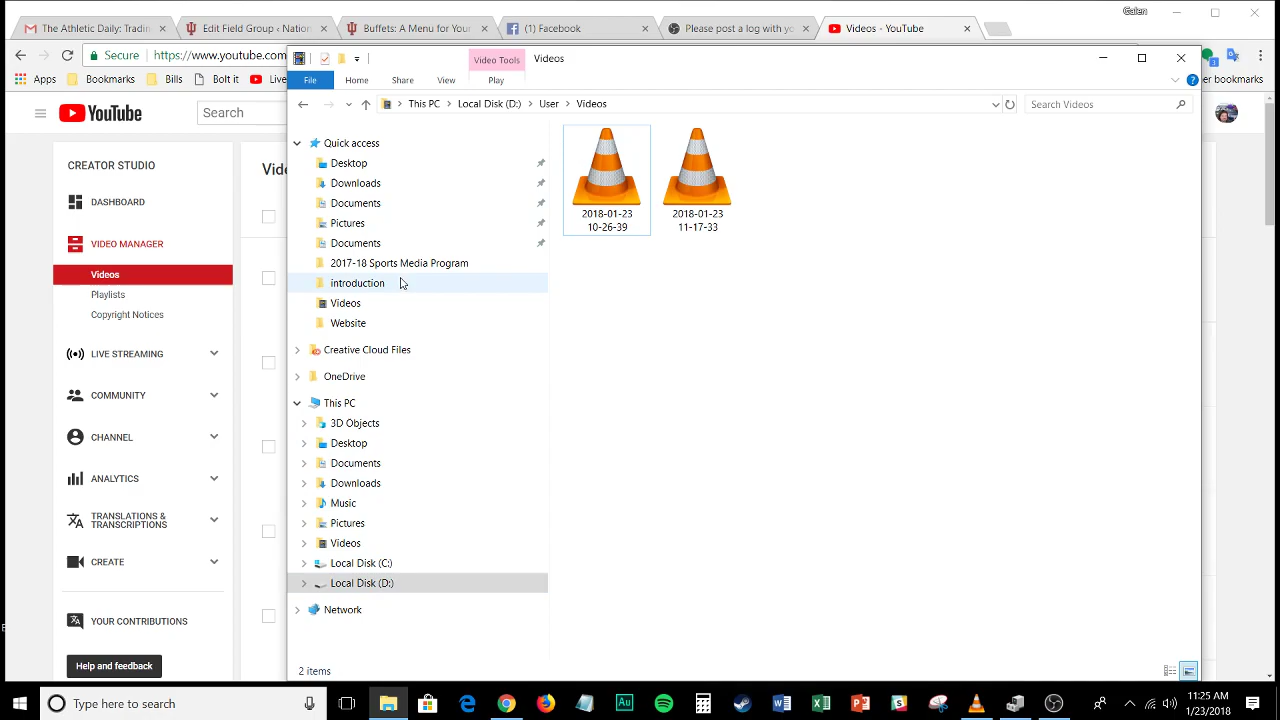 Galen
The Athletic Daily: Tradin
Edit Field Group ‹ Nation
Buffets: A Menu for Your
(1) Facebook
Please post a log with yo
Videos - YouTube
Secure
https://www.youtube.com
Apps
Bookmarks
Bills
Bolt it
Live
er bookmarks
YouTube
Search
CREATOR STUDIO
DASHBOARD
VIDEO MANAGER
Videos
Playlists
Copyright Notices
LIVE STREAMING
COMMUNITY
CHANNEL
ANALYTICS
TRANSLATIONS &
TRANSCRIPTIONS
CREATE
YOUR CONTRIBUTIONS
Help and feedback
Vide
Video Tools
Videos
File
Home
Share
View
Play
This PC
Local Disk (D:)
User
Videos
Search Videos
Quick access
Desktop
Downloads
Documents
Pictures
Documents
2017-18 Sports Media Program
introduction
Videos
Website
Creative Cloud Files
OneDrive
This PC
3D Objects
Desktop
Documents
Downloads
Music
Pictures
Videos
Local Disk (C:)
Local Disk (D:)
Network
2018-01-23
10-26-39
2018-01-23
11-17-33
2 items
Type here to search
Au
11:25 AM
1/23/2018